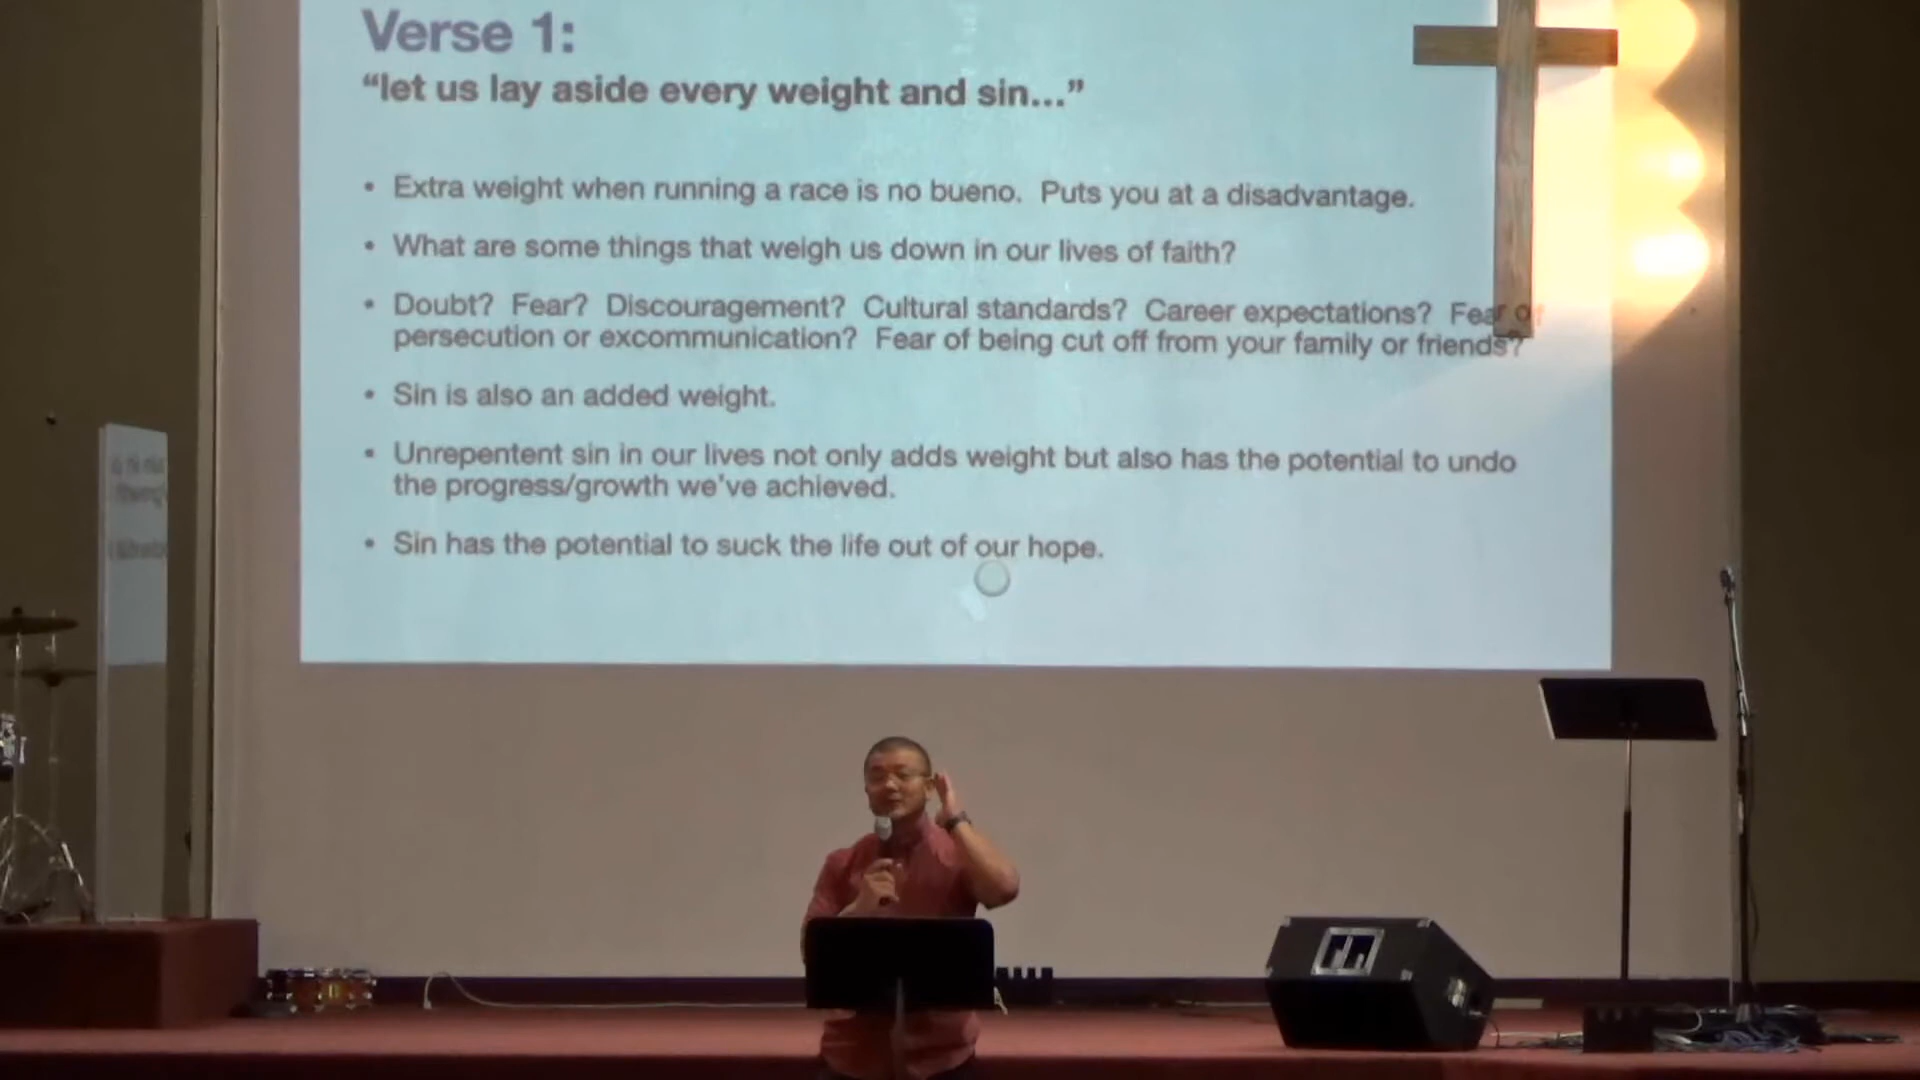 Verse 1:
“let us lay aside every weight and sin...”
• Extra weight when running a race is no bueno. Puts you at a disadvantage.
• What are some things that weigh us down in our lives of faith?
• Doubt? Fear? Discouragement? Cultural standards? Career expectations? Fear of
persecution or excommunication? Fear of being cut off from your family or friends?
• Sin is also an added weight.
• Unrepentent sin in our lives not only adds weight but also has the potential to undo
the progress/growth we've achieved.
• Sin has the potential to suck the life out of our hope.